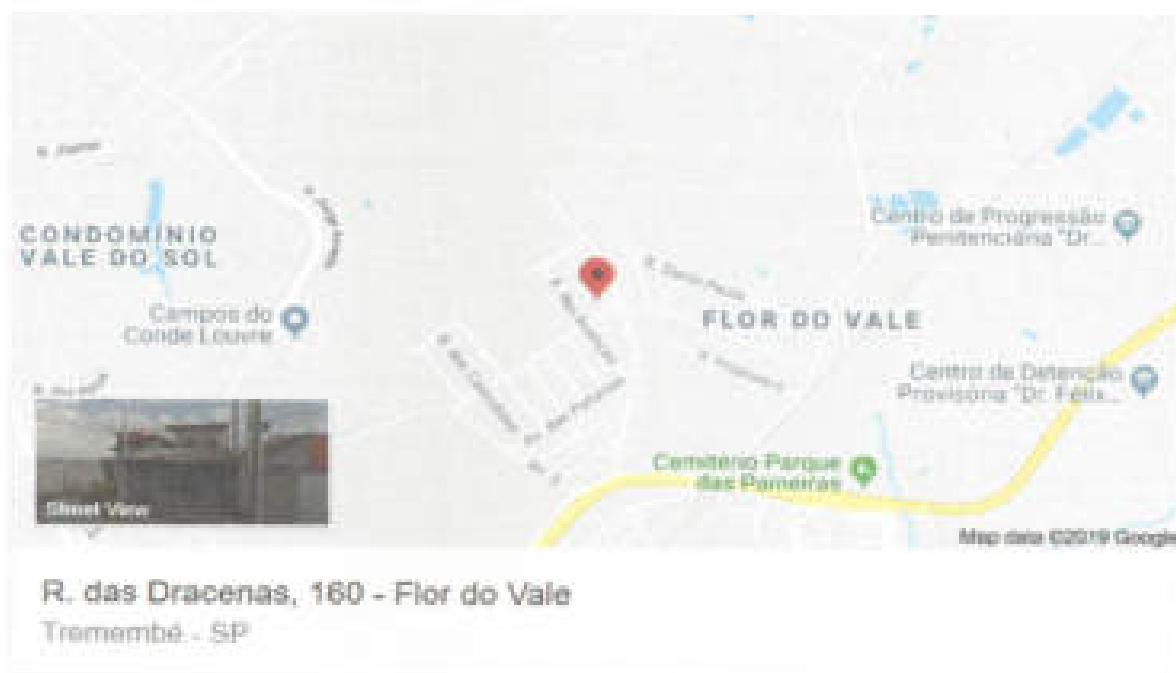 CONDOMÍNIO
VALE DO SOL
Campos do
Conde Louvre
Centro de Progressão
Penitenciária "Dr...
FLOR DO VALE
Centro de Detenção
Provisória "Dr. Félix...
Cemitério Parque
das Palmeiras
Street View
Map data ©2019 Google
R. das Dracenas, 160 - Flor do Vale
Tremembé - SP